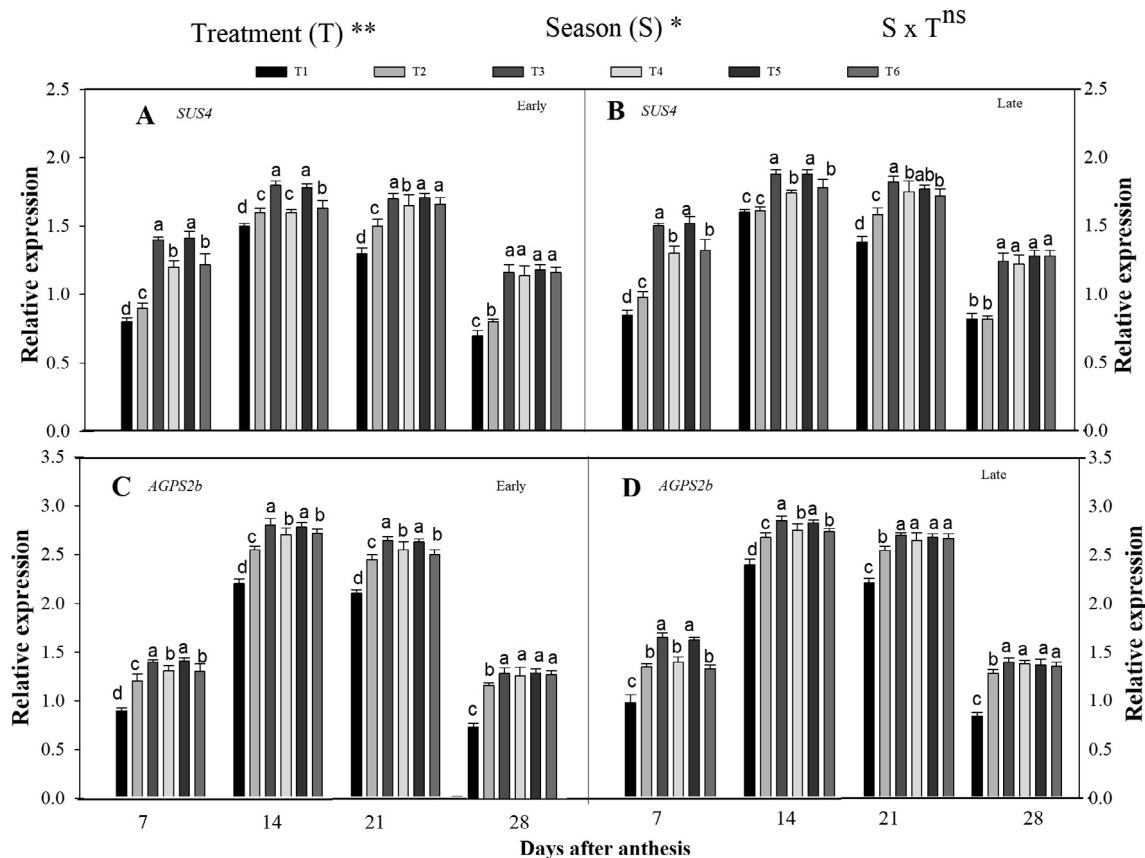 Treatment (T) ** Season (S) * S x T^ns
T1 T2 T3 T4 T5 T6
2.5 A SUS4 Early B SUS4 Late 2.5
2.0 2.0
1.5 1.5
1.0 1.0
0.5 0.5
0.0 0.0
Relative expression
d c a b a b d c a c a b d c a b a a c b a a a a
d c a b a b c c a b a b d c a b ab b b b a a a a
Relative expression
3.5 C AGPS2b Early D AGPS2b Late 3.5
3.0 3.0
2.5 2.5
2.0 2.0
1.5 1.5
1.0 1.0
0.5 0.5
0.0 0.0
Relative expression
d c a b a b d c a b a b d c a b a c c b a a a a
c b a b a b d c a b a b c b a a a a c b a a a a
Relative expression
7 14 21 28 7 14 21 28
Days after anthesis